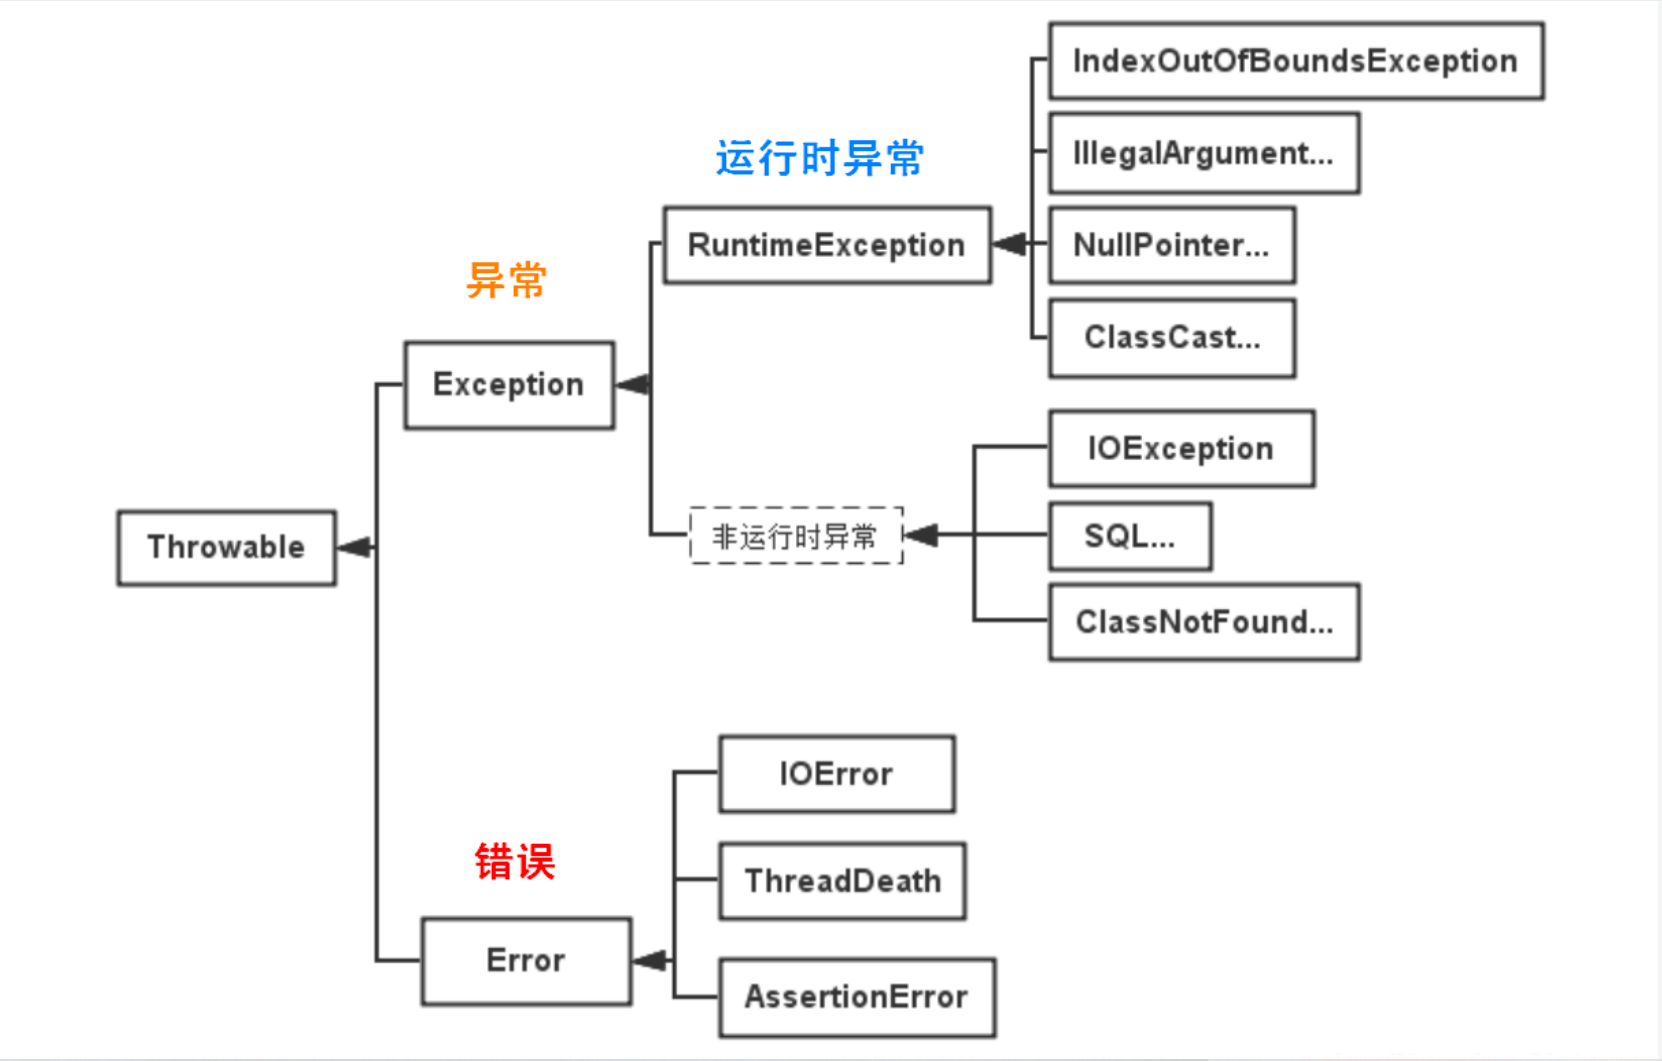 IndexOutOfBoundsException
IllegalArgument...
运行时异常
RuntimeException
NullPointer...
异常
ClassCast...
Exception
IOException
Throwable
非运行时异常
SQL...
ClassNotFound...
IOError
错误
ThreadDeath
Error
AssertionError